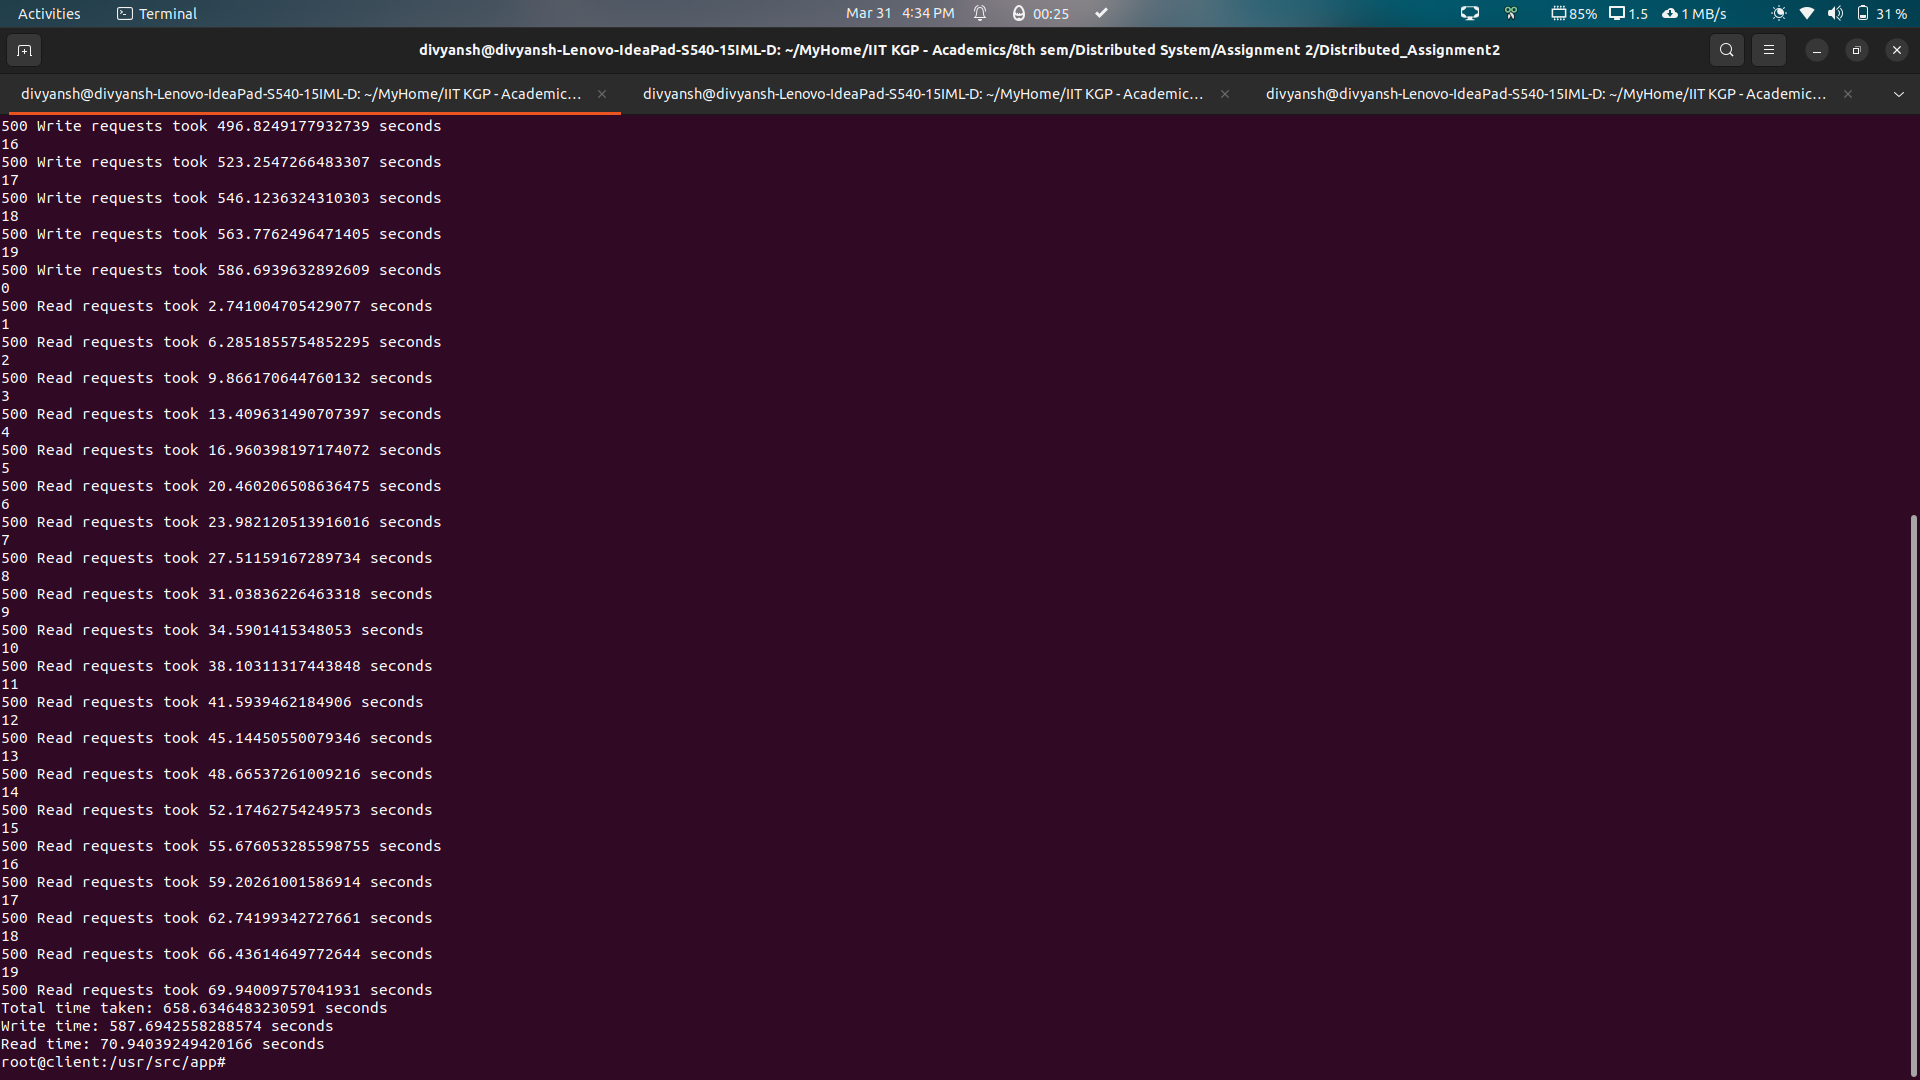 Activities
Terminal
Mar 31 4:34 PM
00:25
85%
1.5
1 MB/s
31 %
divyansh@divyansh-Lenovo-IdeaPad-S540-15IML-D: ~/MyHome/IIT KGP - Academics/8th sem/Distributed System/Assignment 2/Distributed_Assignment2
divyansh@divyansh-Lenovo-IdeaPad-S540-15IML-D: ~/MyHome/IIT KGP - Academic…
divyansh@divyansh-Lenovo-IdeaPad-S540-15IML-D: ~/MyHome/IIT KGP - Academic…
divyansh@divyansh-Lenovo-IdeaPad-S540-15IML-D: ~/MyHome/IIT KGP - Academic…
500 Write requests took 496.8249177932739 seconds
16
500 Write requests took 523.2547266483307 seconds
17
500 Write requests took 546.1236324310303 seconds
18
500 Write requests took 563.7762496471405 seconds
19
500 Write requests took 586.6939632892609 seconds
0
500 Read requests took 2.741004705429077 seconds
1
500 Read requests took 6.2851855754852295 seconds
2
500 Read requests took 9.866170644760132 seconds
3
500 Read requests took 13.409631490707397 seconds
4
500 Read requests took 16.960398197174072 seconds
5
500 Read requests took 20.460206508636475 seconds
6
500 Read requests took 23.982120513916016 seconds
7
500 Read requests took 27.51159167289734 seconds
8
500 Read requests took 31.03836226463318 seconds
9
500 Read requests took 34.5901415348053 seconds
10
500 Read requests took 38.10311317443848 seconds
11
500 Read requests took 41.5939462184906 seconds
12
500 Read requests took 45.14450550079346 seconds
13
500 Read requests took 48.66537261009216 seconds
14
500 Read requests took 52.17462754249573 seconds
15
500 Read requests took 55.676053285598755 seconds
16
500 Read requests took 59.20261001586914 seconds
17
500 Read requests took 62.74199342727661 seconds
18
500 Read requests took 66.43614649772644 seconds
19
500 Read requests took 69.94009757041931 seconds
Total time taken: 658.6346483230591 seconds
Write time: 587.6942558288574 seconds
Read time: 70.94039249420166 seconds
root@client:/usr/src/app#